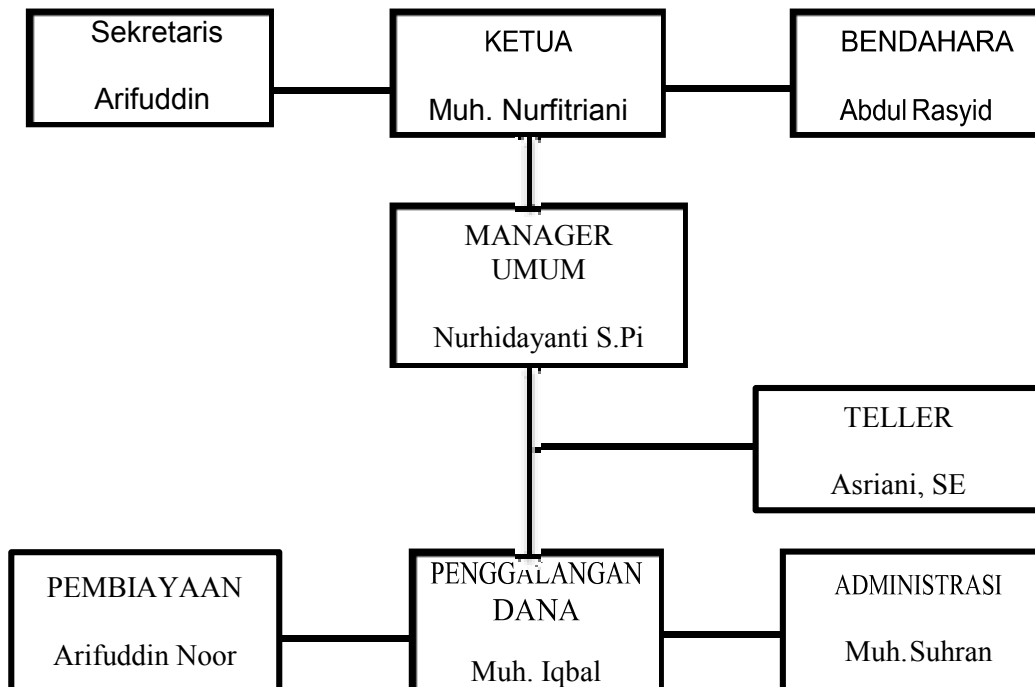 Sekretaris
Arifuddin
KETUA
Muh. Nurfitriani
BENDAHARA
Abdul Rasyid
MANAGER
UMUM
Nurhidayanti S.Pi
TELLER
Asriani, SE
PEMBIAYAAN
Arifuddin Noor
PENGGALANGAN
DANA
Muh. Iqbal
ADMINISTRASI
Muh.Suhran